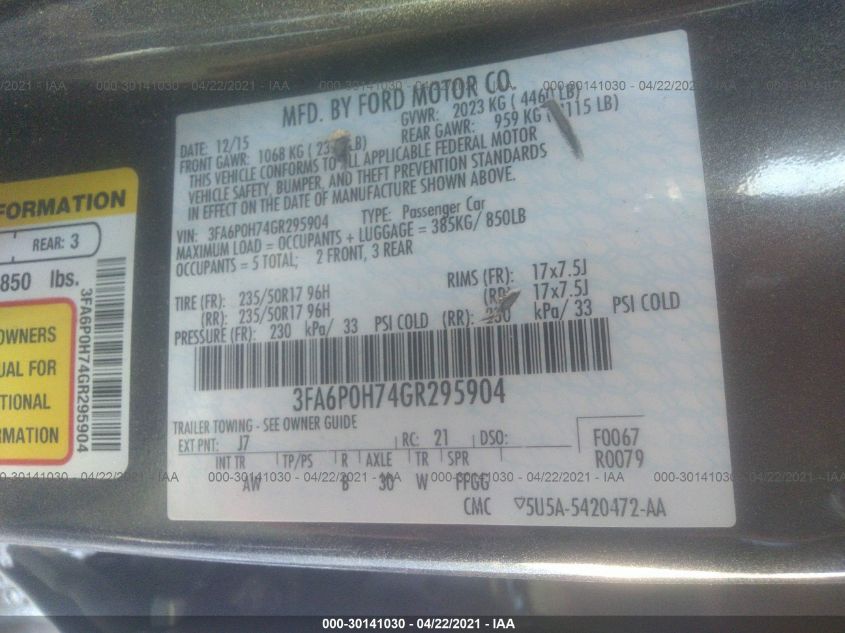 000-30141030 - 04/22/2021 - IAA
MFD. BY FORD MOTOR CO.
DATE: 12/15 GVWR: 2023 KG ( 4460 LB)
FRONT GAWR: 1068 KG ( LB) REAR GAWR: 959 KG ( LB)
THIS VEHICLE CONFORMS TO ALL APPLICABLE FEDERAL MOTOR
VEHICLE SAFETY, BUMPER, AND THEFT PREVENTION STANDARDS
IN EFFECT ON THE DATE OF MANUFACTURE SHOWN ABOVE.
VIN: 3FA6P0H74GR295904 TYPE: Passenger Car
MAXIMUM LOAD = OCCUPANTS + LUGGAGE = 385KG/ 850LB
OCCUPANTS = 5 TOTAL; 2 FRONT, 3 REAR
RIMS (FR): 17x7.5J
TIRE (FR): 235/50R17 96H 17x7.5J
(RR): 235/50R17 96H
PRESSURE (FR): 230 kPa/ 33 PSI COLD (RR): kPa/ 33 PSI COLD
3FA6P0H74GR295904
TRAILER TOWING - SEE OWNER GUIDE
EXT PNT: J7 RC: 21 DSO: F0067
INT TR TP/PS R AXLE TR SPR R0079
AW B 30 W FFGG
CMC 5U5A-5420472-AA
FORMATION
REAR: 3
850 lbs.
OWNERS
UAL FOR
TIONAL
RMATION
3FA6P0H74GR295904
000-30141030 - 04/22/2021 - IAA
000-30141030 - 04/22/2021 - IAA